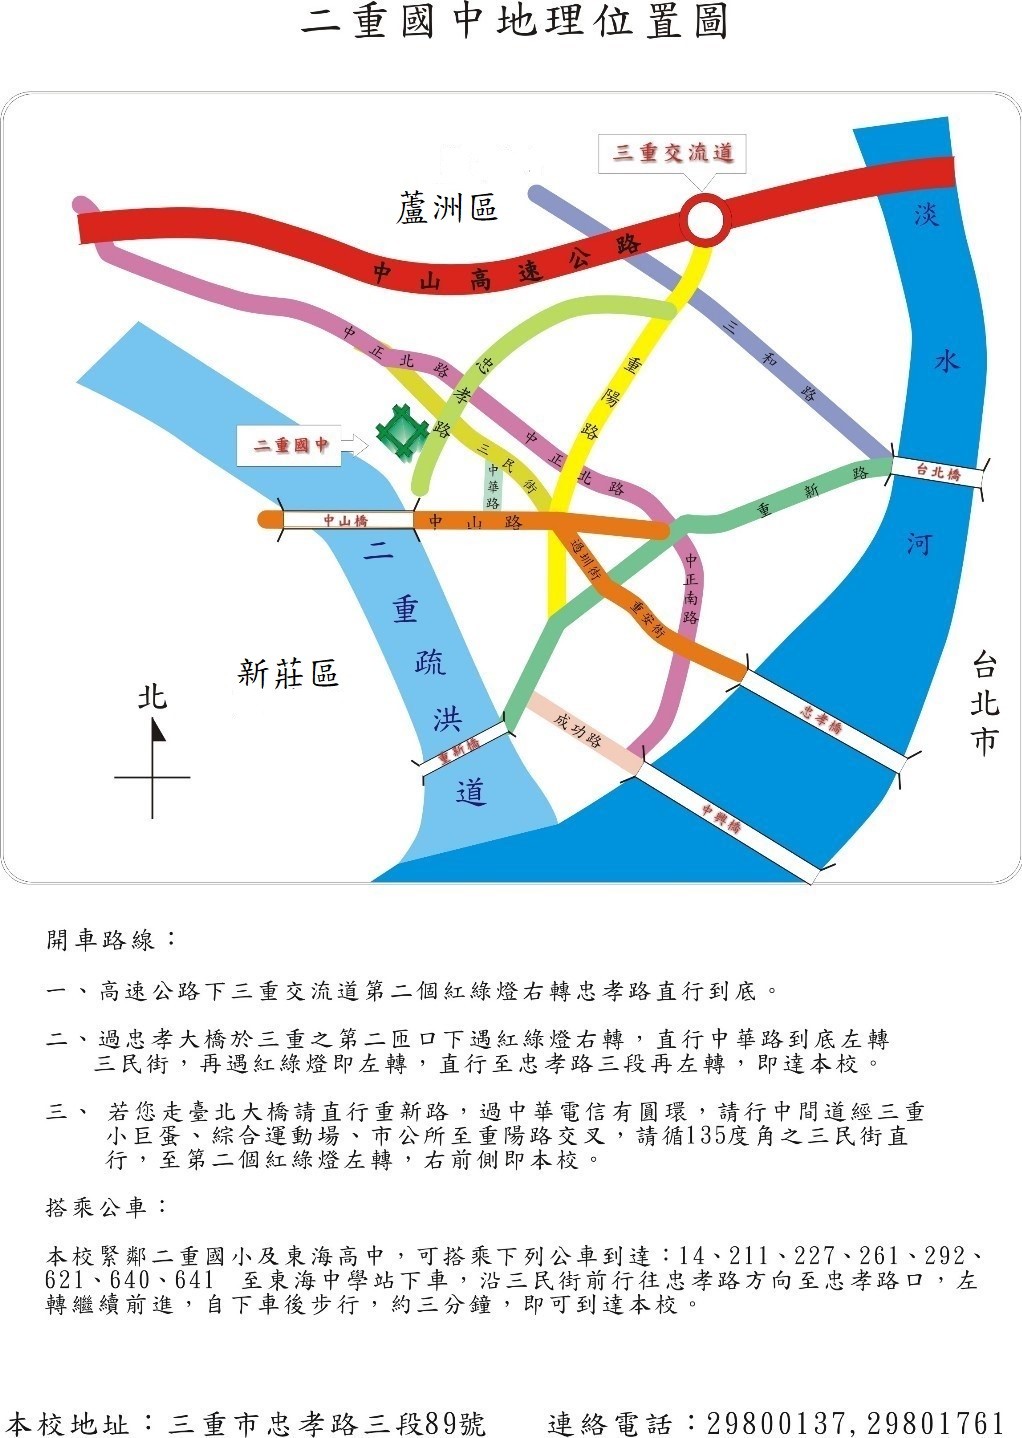 二重國中地理位置圖
三重交流道
蘆洲區
淡水河
中山高速公路
三和路
中正北路
忠孝路
重陽路
二重國中
三民街
中華路
中正北路
重新路
台北橋
中山橋
中山路
過圳街
中正南路
重安街
二重疏洪道
新莊區
台北市
北
重新橋
成功路
忠孝橋
中興橋
開車路線：
一、高速公路下三重交流道第二個紅綠燈右轉忠孝路直行到底。
二、過忠孝大橋於三重之第二匝口下遇紅綠燈右轉，直行中華路到底左轉
三民街，再遇紅綠燈即左轉，直行至忠孝路三段再左轉，即達本校。
三、 若您走臺北大橋請直行重新路，過中華電信有圓環，請行中間道經三重
小巨蛋、綜合運動場、市公所至重陽路交叉，請循135度角之三民街直
行，至第二個紅綠燈左轉，右前側即本校。
搭乘公車：
本校緊鄰二重國小及東海高中，可搭乘下列公車到達：14、211、227、261、292、
621、640、641 至東海中學站下車，沿三民街前行往忠孝路方向至忠孝路口，左
轉繼續前進，自下車後步行，約三分鐘，即可到達本校。
本校地址：三重市忠孝路三段89號 連絡電話：29800137,29801761